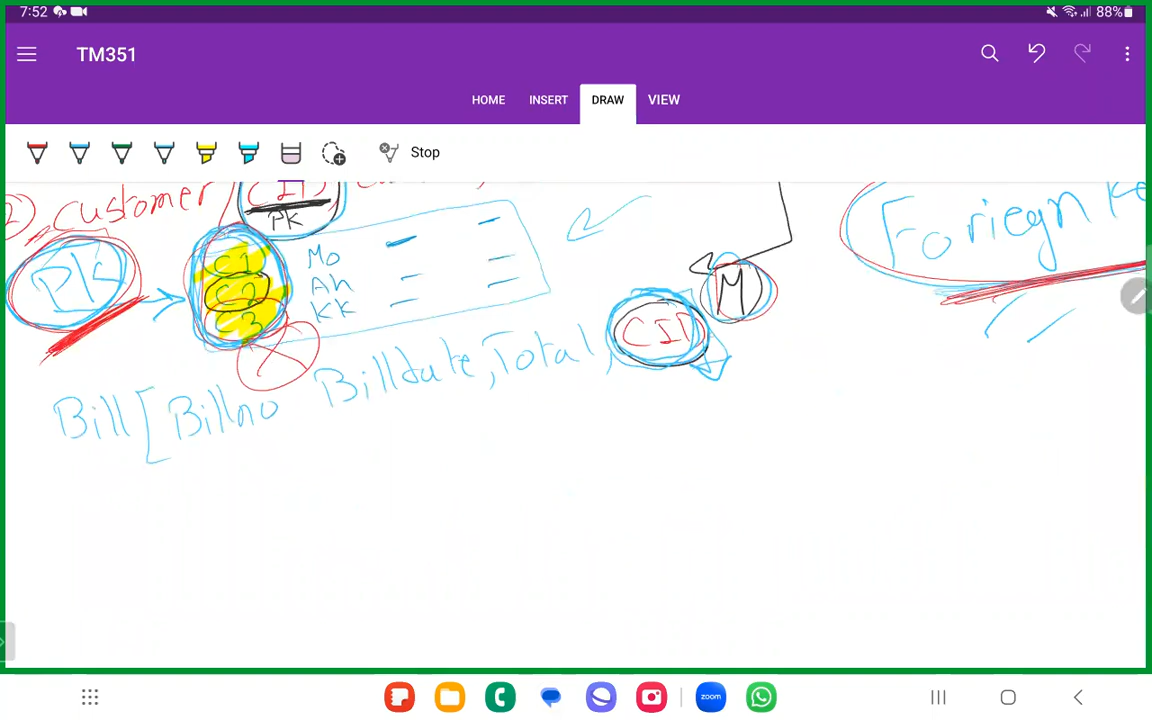 7:52 88%
TM351
HOME INSERT DRAW VIEW
Stop
Customer CID
PK
Foriegn Ke
PK
C1 Mo
C2 Ah
C3 KK
M
CID
Bill[Billno Billdate, Total,
zoom